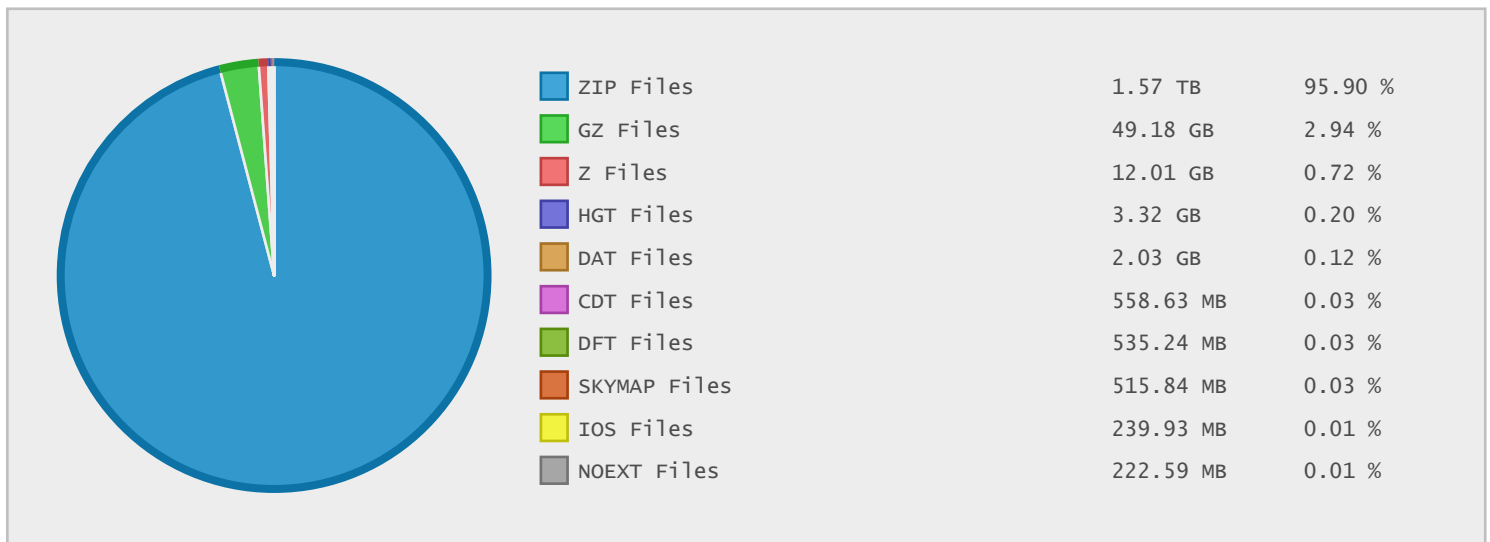 ZIP Files 1.57 TB 95.90 %
GZ Files 49.18 GB 2.94 %
Z Files 12.01 GB 0.72 %
HGT Files 3.32 GB 0.20 %
DAT Files 2.03 GB 0.12 %
CDT Files 558.63 MB 0.03 %
DFT Files 535.24 MB 0.03 %
SKYMAP Files 515.84 MB 0.03 %
IOS Files 239.93 MB 0.01 %
NOEXT Files 222.59 MB 0.01 %